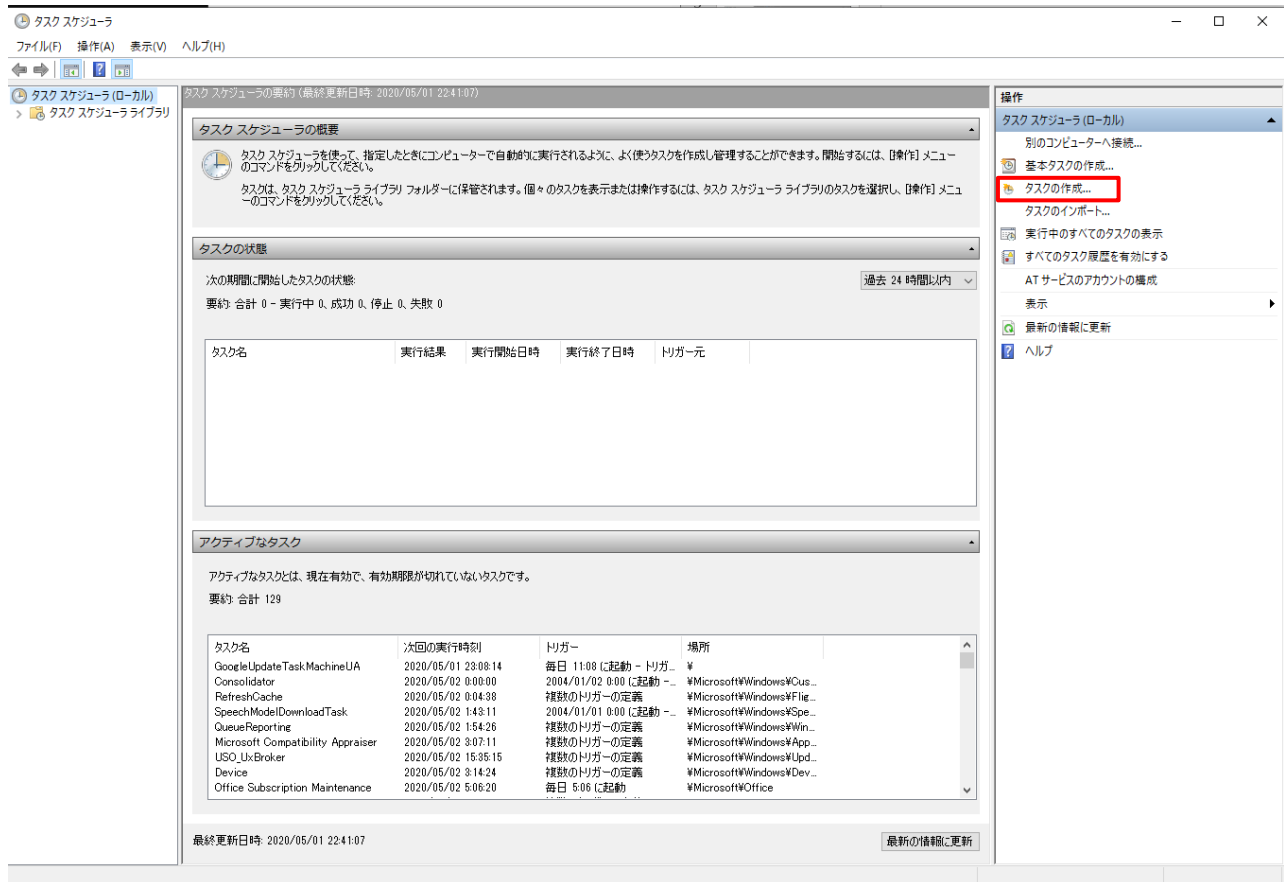 タスク スケジューラ
ファイル(F) 操作(A) 表示(V) ヘルプ(H)
タスク スケジューラ (ローカル)
タスク スケジューラ ライブラリ
タスク スケジューラの要約 (最終更新日時: 2020/05/01 22:41:07)
タスク スケジューラの概要
タスク スケジューラを使って、指定したときにコンピューターで自動的に実行されるように、よく使うタスクを作成し管理することができます。開始するには、[操作] メニュー
のコマンドをクリックしてください。
タスクは、タスク スケジューラ ライブラリ フォルダーに保管されます。個々のタスクを表示または操作するには、タスク スケジューラ ライブラリのタスクを選択し、[操作] メニュ
ーのコマンドをクリックしてください。
タスクの状態
次の期間に開始したタスクの状態:
過去 24 時間以内
要約: 合計 0 - 実行中 0、成功 0、停止 0、失敗 0
タスク名 実行結果 実行開始日時 実行終了日時 トリガー元
アクティブなタスク
アクティブなタスクとは、現在有効で、有効期限が切れていないタスクです。
要約: 合計 129
タスク名 次回の実行時刻 トリガー 場所
GoogleUpdateTaskMachineUA 2020/05/01 23:08:14 毎日 11:08 に起動 - トリガ... ¥
Consolidator 2020/05/02 0:00:00 2004/01/02 0:00 に起動 -... ¥Microsoft¥Windows¥Cus...
RefreshCache 2020/05/02 0:04:38 複数のトリガーの定義 ¥Microsoft¥Windows¥Flig...
SpeechModelDownloadTask 2020/05/02 1:43:11 2004/01/01 0:00 に起動 -... ¥Microsoft¥Windows¥Spe...
QueueReporting 2020/05/02 1:54:26 複数のトリガーの定義 ¥Microsoft¥Windows¥Win...
Microsoft Compatibility Appraiser 2020/05/02 3:07:11 複数のトリガーの定義 ¥Microsoft¥Windows¥App...
USO_UxBroker 2020/05/02 15:35:15 複数のトリガーの定義 ¥Microsoft¥Windows¥Upd...
Device 2020/05/02 3:14:24 複数のトリガーの定義 ¥Microsoft¥Windows¥Dev...
Office Subscription Maintenance 2020/05/02 5:06:20 毎日 5:06 に起動 ¥Microsoft¥Office
最終更新日時: 2020/05/01 22:41:07
最新の情報に更新
操作
タスク スケジューラ (ローカル)
別のコンピューターへ接続...
基本タスクの作成...
タスクの作成...
タスクのインポート...
実行中のすべてのタスクの表示
すべてのタスク履歴を有効にする
AT サービスのアカウントの構成
表示
最新の情報に更新
ヘルプ